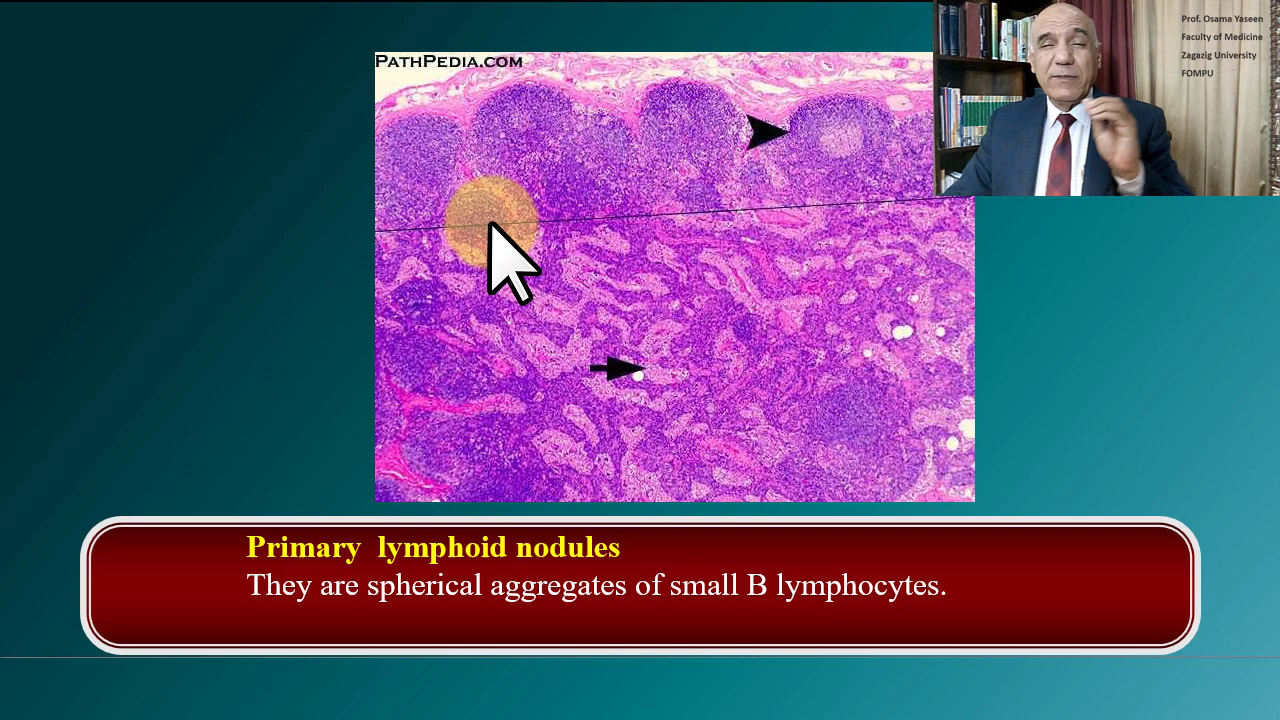 PATHPEDIA.COM
Prof. Osama Yaseen
Faculty of Medicine
Zagazig University
FOMPU
Primary lymphoid nodules
They are spherical aggregates of small B lymphocytes.